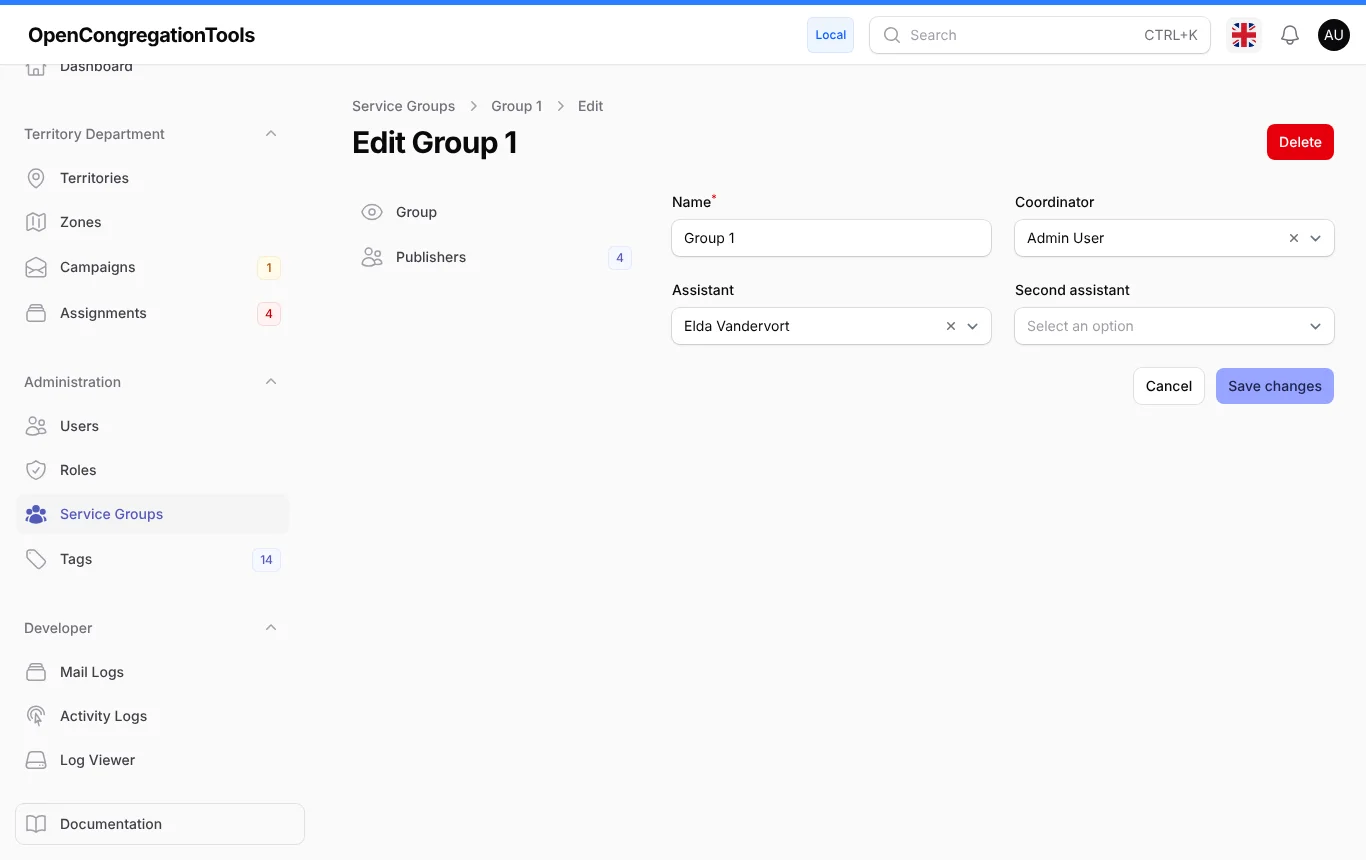 OpenCongregationTools
Local
Search
CTRL+K
AU
Dashboard
Territory Department
Territories
Zones
Campaigns
1
Assignments
4
Administration
Users
Roles
Service Groups
Tags
14
Developer
Mail Logs
Activity Logs
Log Viewer
Documentation
Service Groups
Group 1
Edit
Edit Group 1
Delete
Group
Publishers
4
Name*
Group 1
Coordinator
Admin User
Assistant
Elda Vandervort
Second assistant
Select an option
Cancel
Save changes